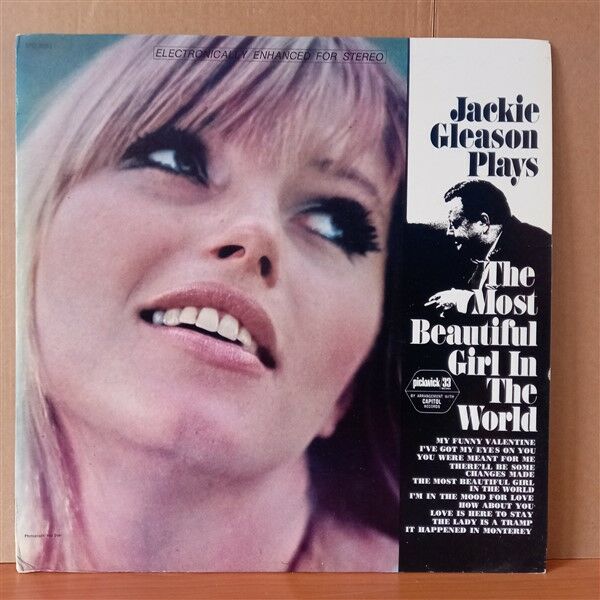 ELECTRONICALLY ENHANCED FOR STEREO
Jackie
Gleason
Plays
The
Most
Beautiful
Girl In
The
World
pickwick/33
BY ARRANGEMENT WITH
CAPITOL
RECORDS
MY FUNNY VALENTINE
I'VE GOT MY EYES ON YOU
YOU WERE MEANT FOR ME
THERE'LL BE SOME
CHANGES MADE
THE MOST BEAUTIFUL GIRL
IN THE WORLD
I'M IN THE MOOD FOR LOVE
HOW ABOUT YOU
LOVE IS HERE TO STAY
THE LADY IS A TRAMP
IT HAPPENED IN MONTEREY